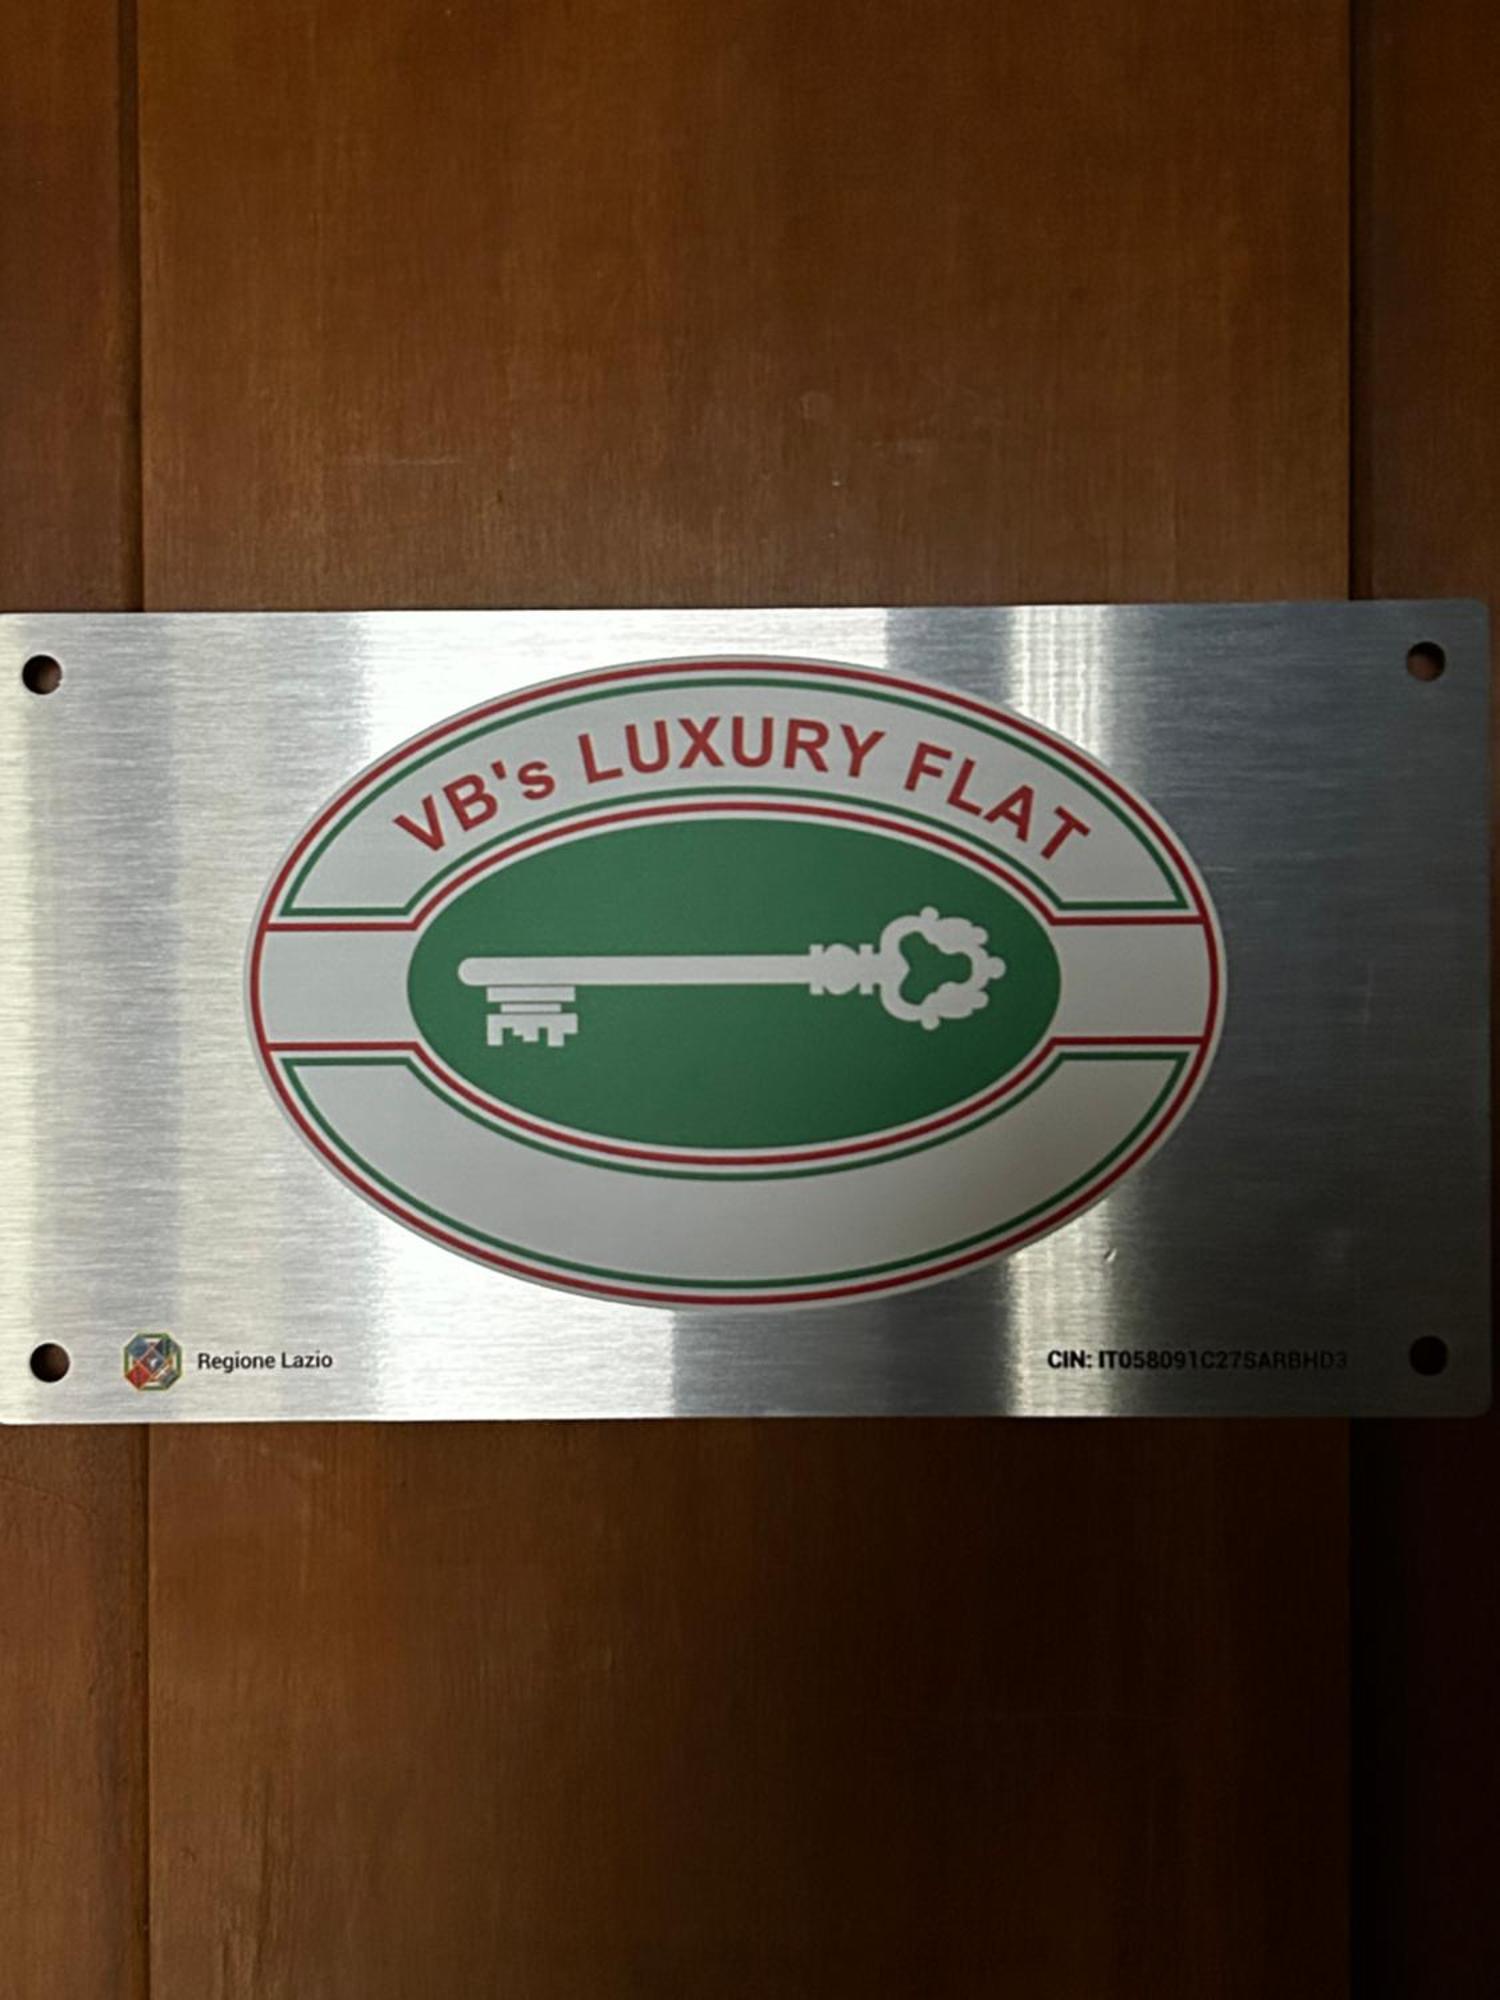 VB's LUXURY FLAT
Regione Lazio
CIN: IT058091C27SARBHD3